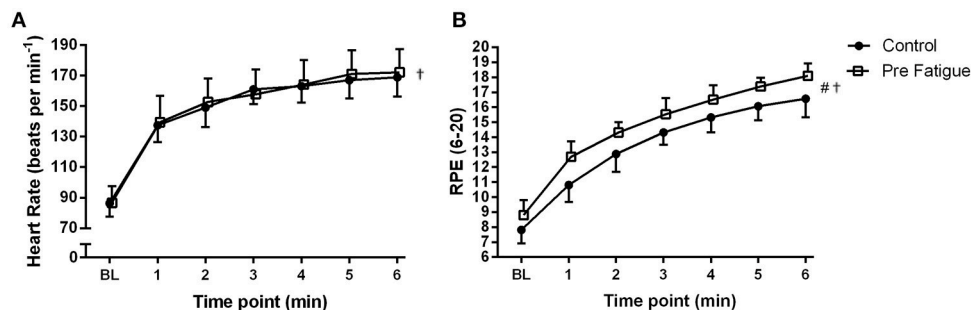 A
Heart Rate (beats per min-1)
190
170
150
130
110
90
70
0
BL 1 2 3 4 5 6
Time point (min)
†
B
RPE (6-20)
20
19
18
17
16
15
14
13
12
11
10
9
8
7
6
BL 1 2 3 4 5 6
Time point (min)
Control
Pre Fatigue
# †